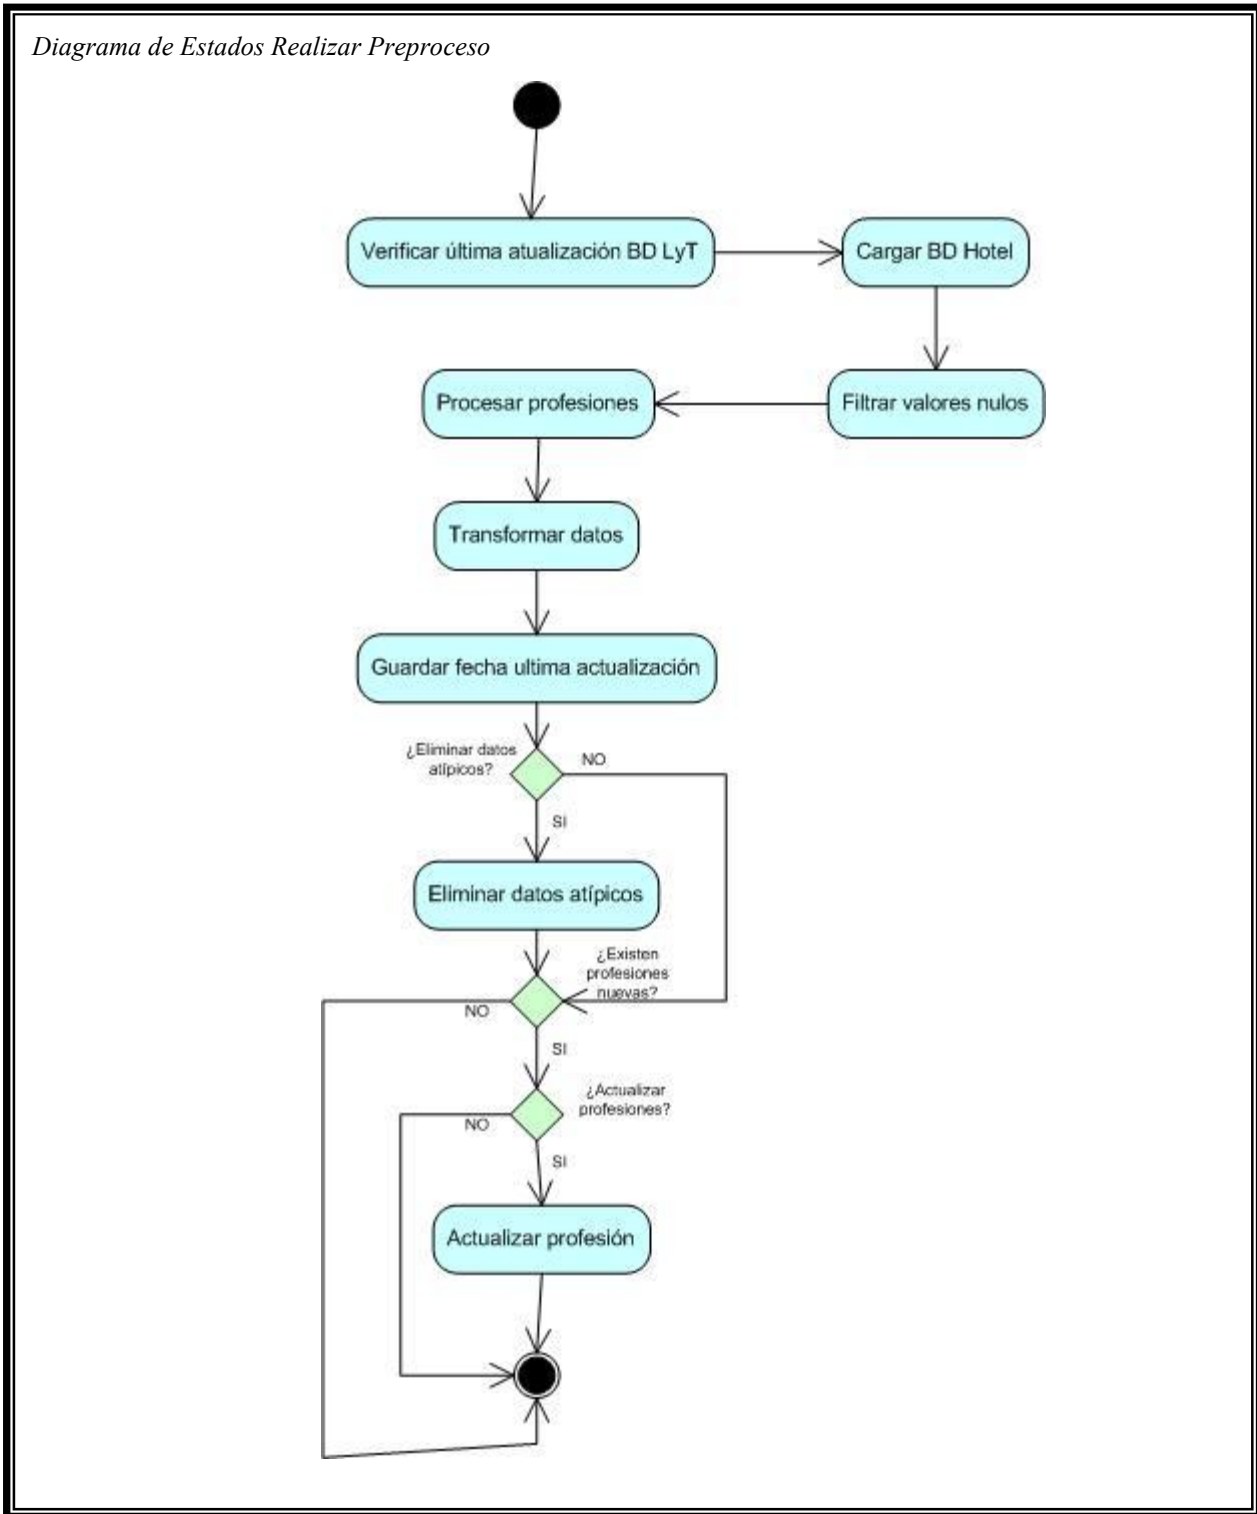 Diagrama de Estados Realizar Preproceso
Verificar última atualización BD LyT
Cargar BD Hotel
Procesar profesiones
Filtrar valores nulos
Transformar datos
Guardar fecha ultima actualización
¿Eliminar datos
atípicos?
NO
SI
Eliminar datos atípicos
¿Existen
profesiones
nuevas?
NO
SI
¿Actualizar
profesiones?
NO
SI
Actualizar profesión